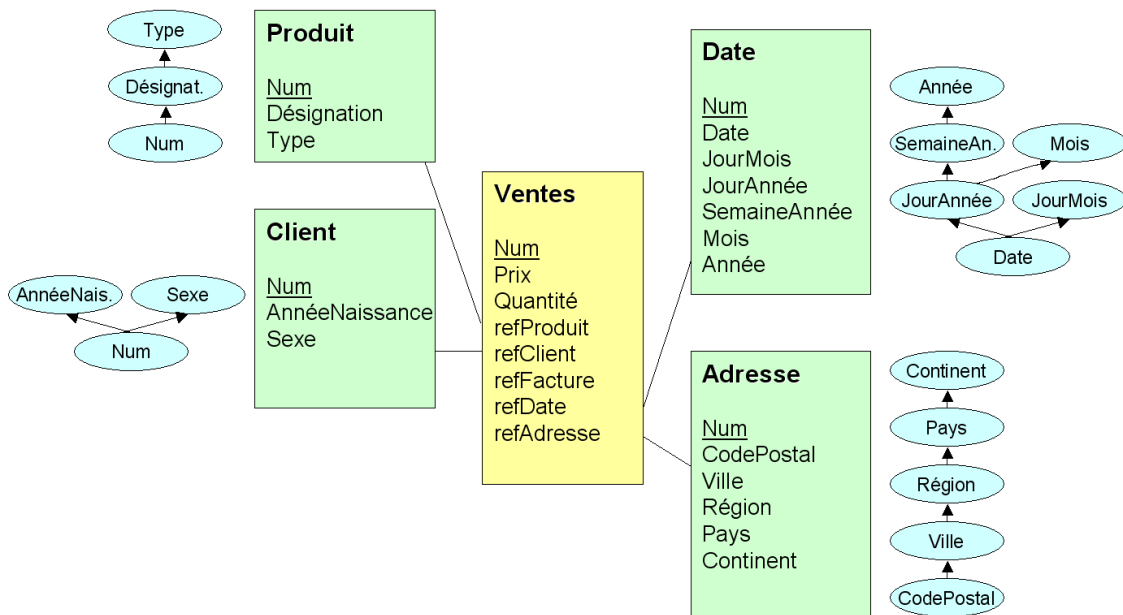 Type
Désignat.
Num
Produit
Num
Désignation
Type
Client
Num
AnnéeNaissance
Sexe
AnnéeNais.
Sexe
Num
Ventes
Num
Prix
Quantité
refProduit
refClient
refFacture
refDate
refAdresse
Date
Num
Date
JourMois
JourAnnée
SemaineAnnée
Mois
Année
Année
SemaineAn.
Mois
JourAnnée
JourMois
Date
Adresse
Num
CodePostal
Ville
Région
Pays
Continent
Continent
Pays
Région
Ville
CodePostal